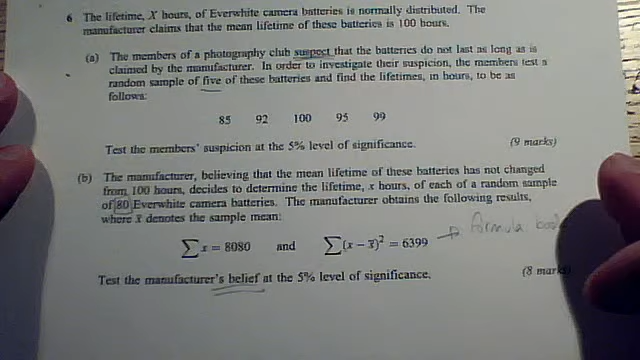 6 The lifetime, X hours, of Everwhite camera batteries is normally distributed. The
manufacturer claims that the mean lifetime of these batteries is 100 hours.
(a) The members of a photography club suspect that the batteries do not last as long as is
claimed by the manufacturer. In order to investigate their suspicion, the members test a
random sample of five of these batteries and find the lifetimes, in hours, to be as
follows:
85 92 100 95 99
Test the members' suspicion at the 5% level of significance. (9 marks)
(b) The manufacturer, believing that the mean lifetime of these batteries has not changed
from 100 hours, decides to determine the lifetime, x hours, of each of a random sample
of 80 Everwhite camera batteries. The manufacturer obtains the following results,
where x̄ denotes the sample mean:
∑x = 8080 and ∑(x − x̄)² = 6399 → formula
Test the manufacturer's belief at the 5% level of significance. (8 marks